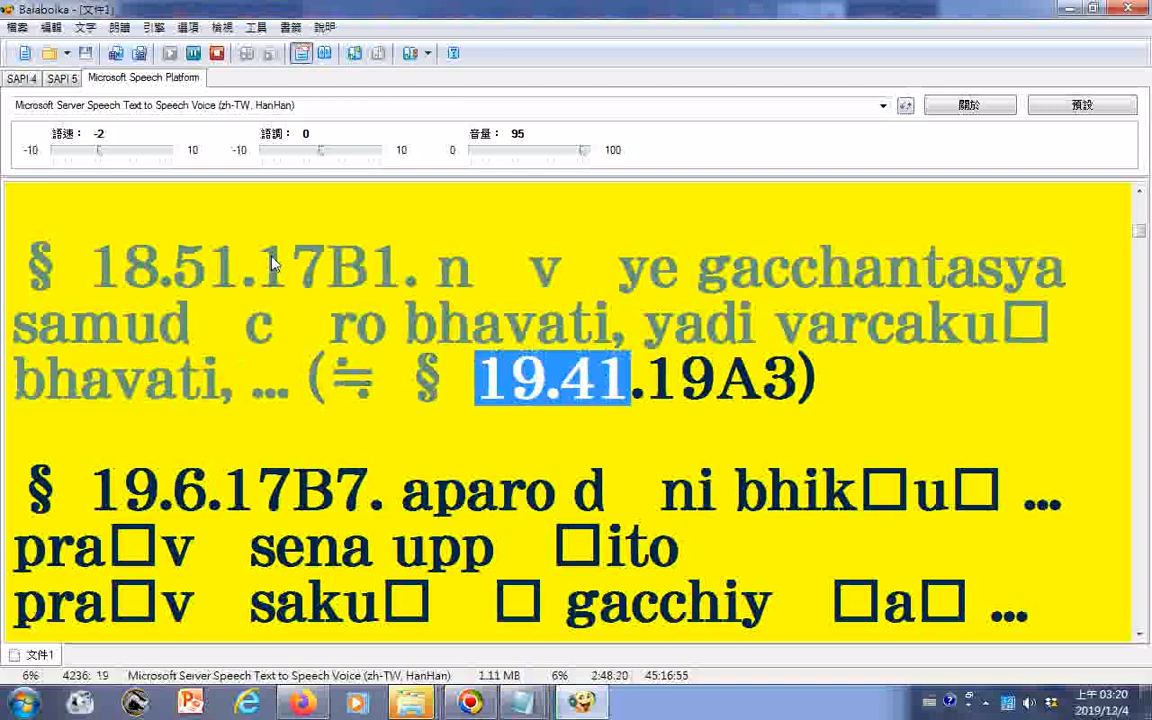 Balabolka - [文件1]
檔案 編輯 文字 朗讀 引擎 選項 檢視 工具 書籤 說明
SAPI 4 SAPI 5 Microsoft Speech Platform
Microsoft Server Speech Text to Speech Voice (zh-TW, HanHan) 關於 預設
語速: -2 語調: 0 音量: 95
-10 10 -10 10 0 100
§ 18.51.17B1. n v ye gacchantasya
samud c ro bhavati, yadi varcaku□
bhavati, ... (≒ § 19.41.19A3)
§ 19.6.17B7. aparo d ni bhik□u□ ...
pra□v sena upp □ito
pra□v saku□ □ gacchiy □a□ ...
文件1
6% 4236: 19 Microsoft Server Speech Text to Speech Voice (zh-TW, HanHan) 1.11 MB 6% 2:48:20 45:16:55
上午 03:20
2019/12/4